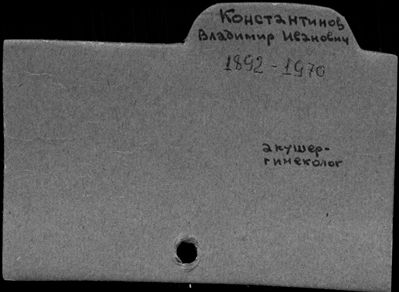 Константинов
Владимир Иванович
1892-1970
акушер-
гинеколог